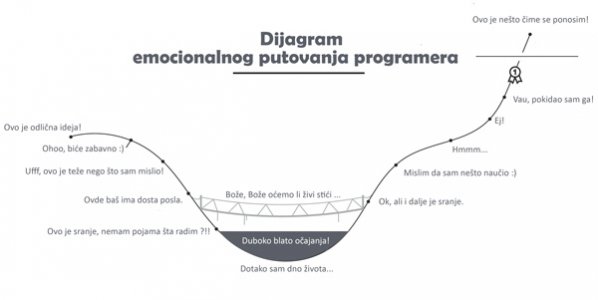 Ovo je nešto čime se ponosim!
Dijagram
emocionalnog putovanja programera
1
Vau, pokidao sam ga!
Ej!
Ovo je odlična ideja!
Ohoo, biće zabavno :)
Hmmm...
Ufff, ovo je teže nego što sam mislio!
Mislim da sam nešto naučio :)
Ovde baš ima dosta posla.
Bože, Bože oćemo li živi stići ...
Ok, ali i dalje je sranje.
Ovo je sranje, nemam pojama šta radim ?!!
Duboko blato očajanja!
Dotako sam dno života...